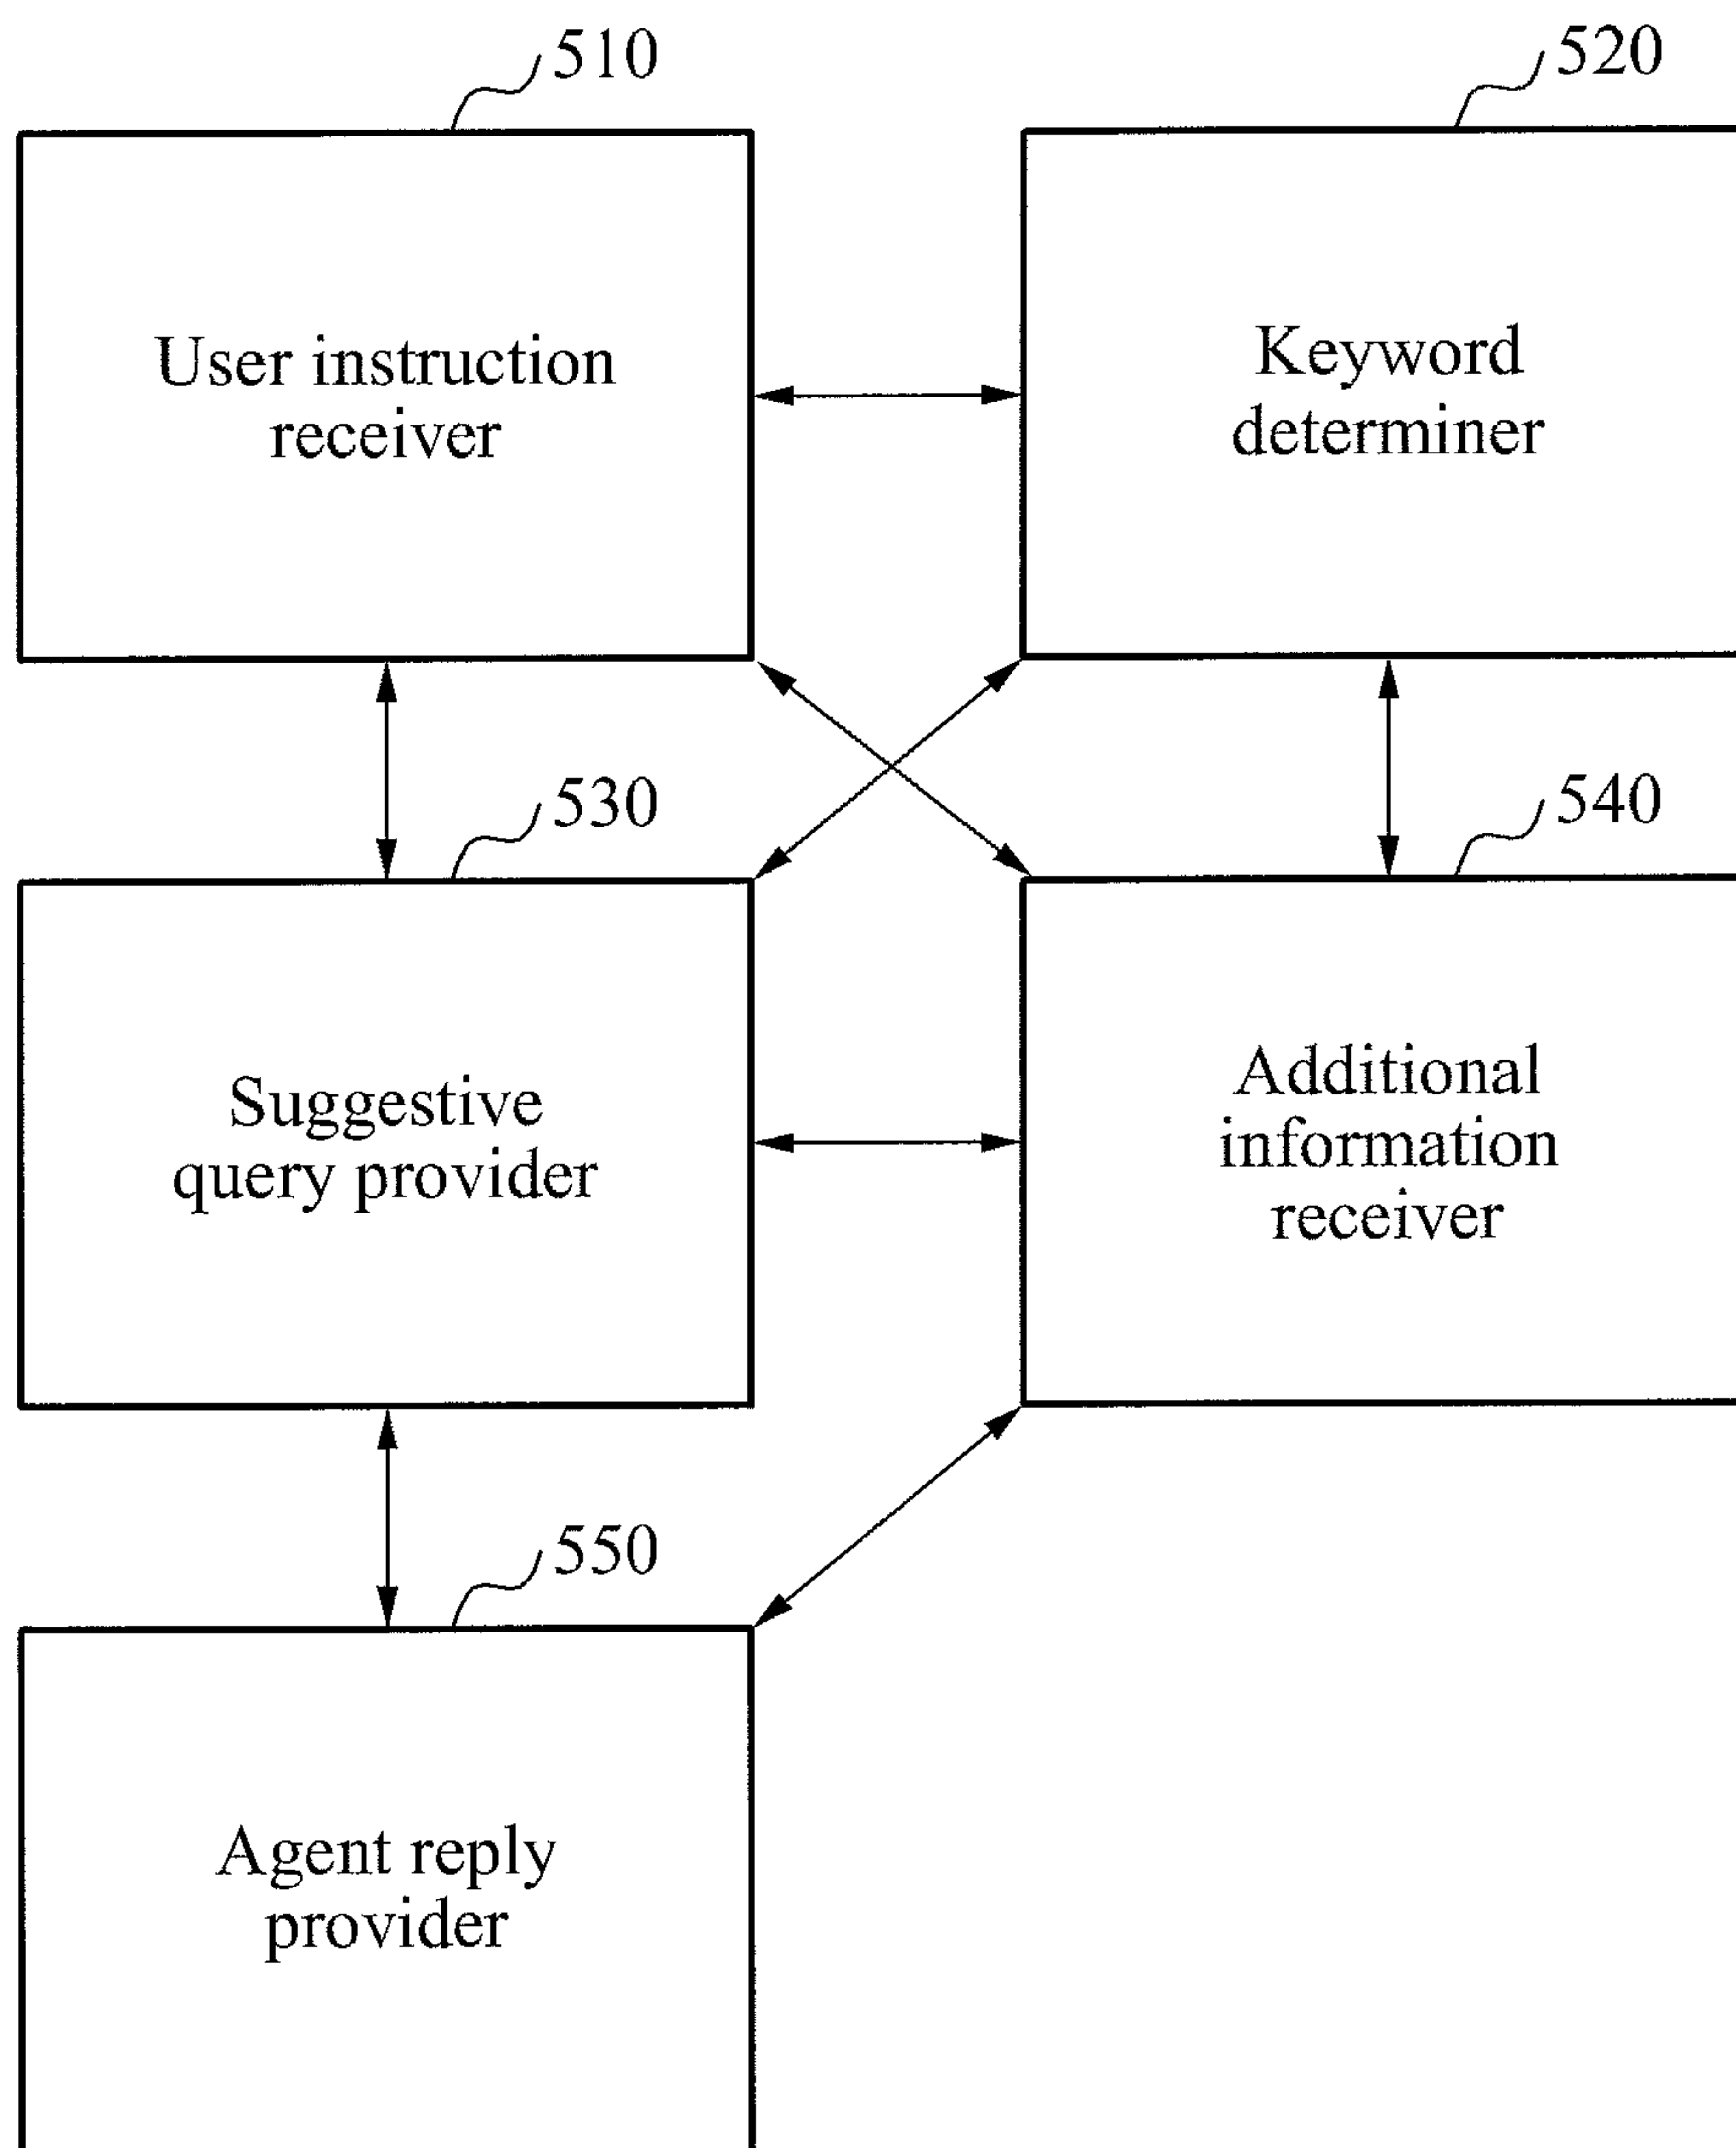 510
520
User instruction
receiver
Keyword
determiner
530
540
Suggestive
query provider
Additional
information
receiver
550
Agent reply
provider